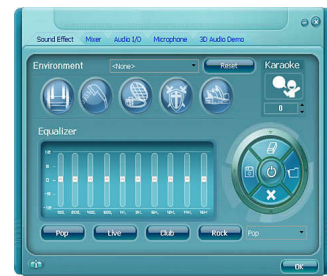 Sound Effect Mixer Audio I/O Microphone 3D Audio Demo
Environment <None> Reset Karaoke
0
Equalizer
Pop Live Club Rock Pop
OK